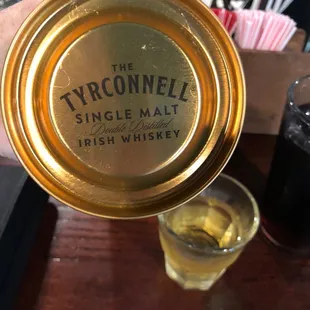 THE
TYRCONNELL
SINGLE MALT
Double Distilled
IRISH WHISKEY